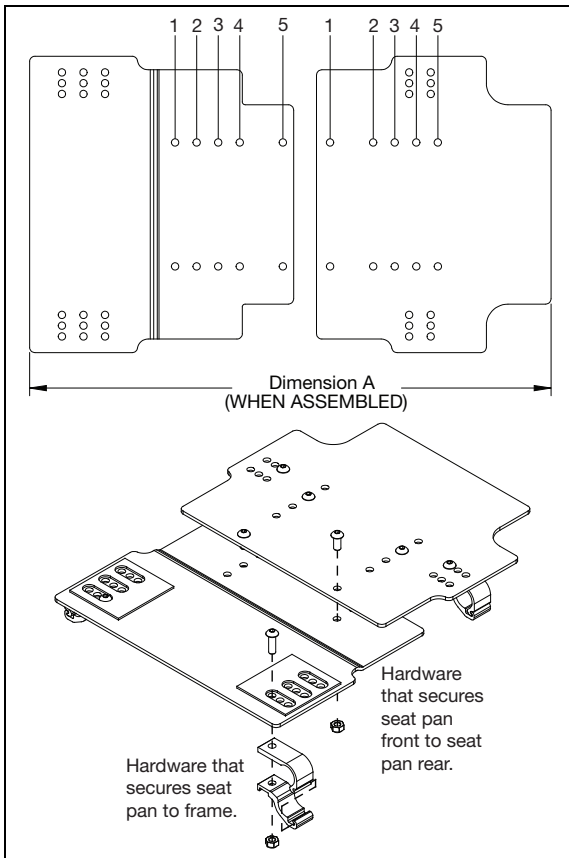 1 2 3 4 5 1 2 3 4 5
Dimension A
(WHEN ASSEMBLED)
Hardware
that secures
seat pan
front to seat
pan rear.
Hardware that
secures seat
pan to frame.